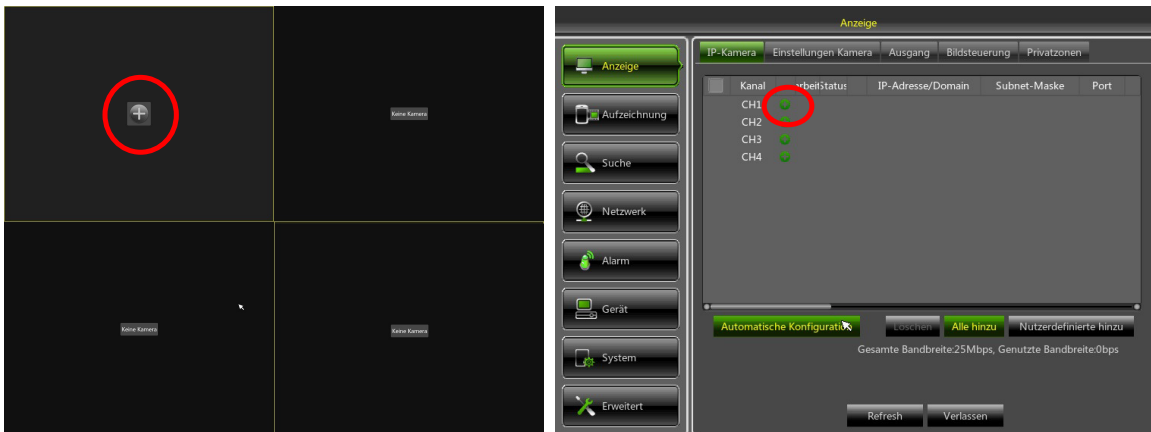 Keine Kamera
Keine Kamera
Keine Kamera
Anzeige
Anzeige
Aufzeichnung
Suche
Netzwerk
Alarm
Gerät
System
Erweitert
IP-Kamera Einstellungen Kamera Ausgang Bildsteuerung Privatzonen
Kanal arbeit Status IP-Adresse/Domain Subnet-Maske Port
CH1
CH2
CH3
CH4
Automatische Konfiguration Löschen Alle hinzu Nutzerdefinierte hinzu
Gesamte Bandbreite:25Mbps, Genutzte Bandbreite:0bps
Refresh Verlassen